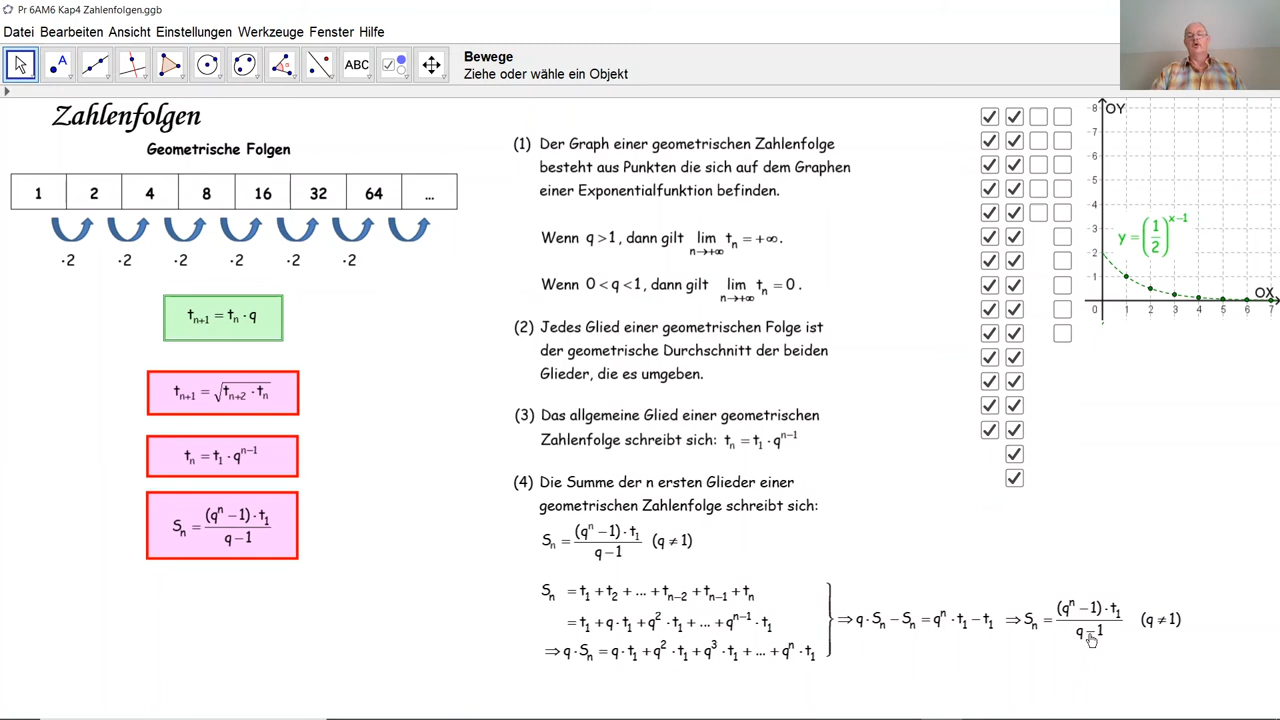 Pr 6AM6 Kap4 Zahlenfolgen.ggb
Datei Bearbeiten Ansicht Einstellungen Werkzeuge Fenster Hilfe
A
ABC
Bewege
Ziehe oder wähle ein Objekt
Zahlenfolgen
Geometrische Folgen
1 2 4 8 16 32 64 ...
·2 ·2 ·2 ·2 ·2 ·2
tₙ₊₁ = tₙ · q
tₙ₊₁ = √(tₙ₊₂ · tₙ)
tₙ = t₁ · qⁿ⁻¹
Sₙ = (qⁿ − 1) · t₁ / (q − 1)
(1) Der Graph einer geometrischen Zahlenfolge
besteht aus Punkten die sich auf dem Graphen
einer Exponentialfunktion befinden.
Wenn q > 1 , dann gilt lim tₙ = +∞ .
n→+∞
Wenn 0 < q < 1 , dann gilt lim tₙ = 0 .
n→+∞
(2) Jedes Glied einer geometrischen Folge ist
der geometrische Durchschnitt der beiden
Glieder, die es umgeben.
(3) Das allgemeine Glied einer geometrischen
Zahlenfolge schreibt sich: tₙ = t₁ · qⁿ⁻¹
(4) Die Summe der n ersten Glieder einer
geometrischen Zahlenfolge schreibt sich:
Sₙ = (qⁿ − 1) · t₁ / (q − 1) (q ≠ 1)
Sₙ = t₁ + t₂ + ... + tₙ₋₂ + tₙ₋₁ + tₙ
= t₁ + q · t₁ + q² · t₁ + ... + qⁿ⁻¹ · t₁
⇒ q · Sₙ = q · t₁ + q² · t₁ + q³ · t₁ + ... + qⁿ · t₁
⇒ q · Sₙ − Sₙ = qⁿ · t₁ − t₁ ⇒ Sₙ = (qⁿ − 1) · t₁ / (q − 1) (q ≠ 1)
OY
8
7
6
5
4
3
2
1
y = (1/2)ˣ⁻¹
OX
0 1 2 3 4 5 6 7